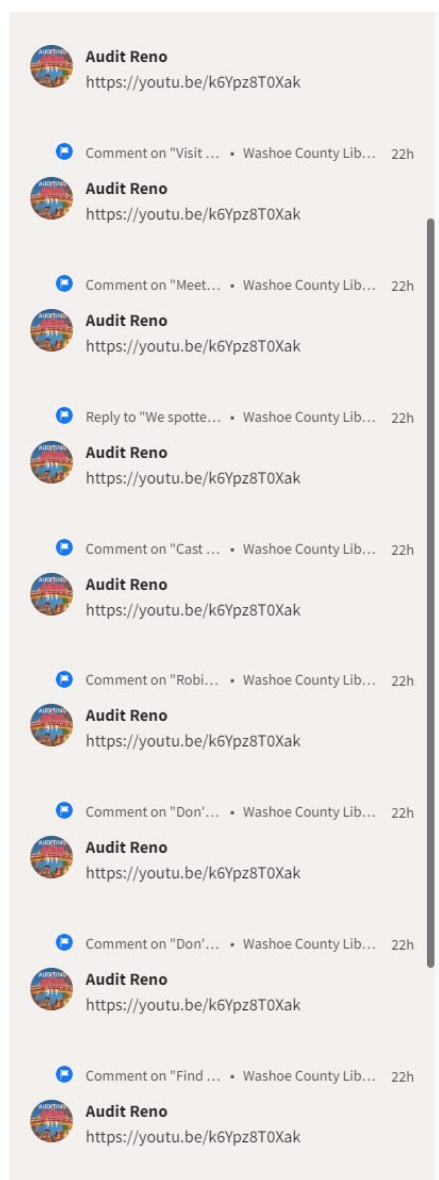 Audit Reno
https://youtu.be/k6Ypz8T0Xak
Comment on "Visit ... • Washoe County Lib... 22h
Audit Reno
https://youtu.be/k6Ypz8T0Xak
Comment on "Meet... • Washoe County Lib... 22h
Audit Reno
https://youtu.be/k6Ypz8T0Xak
Reply to "We spotte... • Washoe County Lib... 22h
Audit Reno
https://youtu.be/k6Ypz8T0Xak
Comment on "Cast ... • Washoe County Lib... 22h
Audit Reno
https://youtu.be/k6Ypz8T0Xak
Comment on "Robi... • Washoe County Lib... 22h
Audit Reno
https://youtu.be/k6Ypz8T0Xak
Comment on "Don'... • Washoe County Lib... 22h
Audit Reno
https://youtu.be/k6Ypz8T0Xak
Comment on "Don'... • Washoe County Lib... 22h
Audit Reno
https://youtu.be/k6Ypz8T0Xak
Comment on "Find ... • Washoe County Lib... 22h
Audit Reno
https://youtu.be/k6Ypz8T0Xak